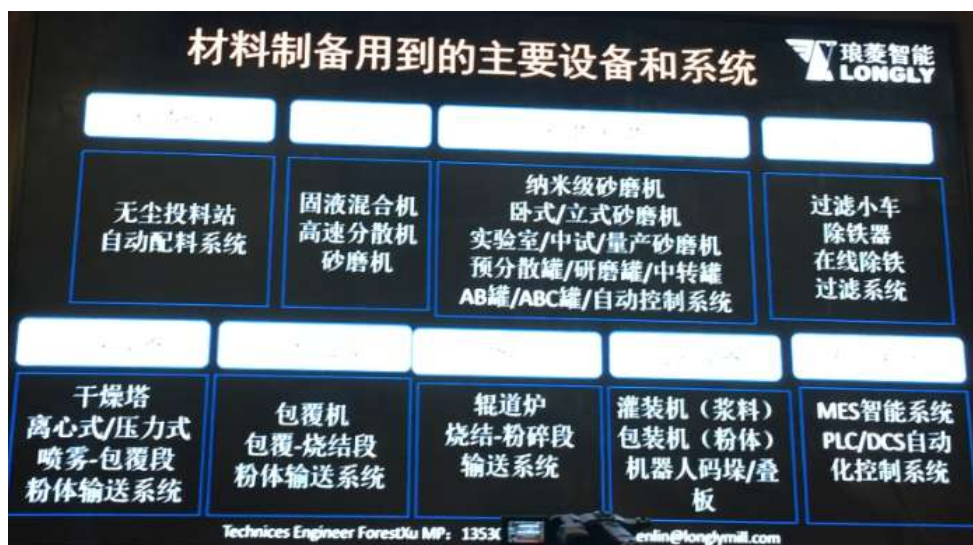 材料制备用到的主要设备和系统
琅菱智能
LONGLY
无尘投料站
自动配料系统
固液混合机
高速分散机
砂磨机
纳米级砂磨机
卧式/立式砂磨机
实验室/中试/量产砂磨机
预分散罐/研磨罐/中转罐
AB罐/ABC罐/自动控制系统
过滤小车
除铁器
在线除铁
过滤系统
干燥塔
离心式/压力式
喷雾-包覆段
粉体输送系统
包覆机
包覆-烧结段
粉体输送系统
辊道炉
烧结-粉碎段
输送系统
灌装机（浆料）
包装机（粉体）
机器人码垛/叠
板
MES智能系统
PLC/DCS自动
化控制系统
Technices Engineer ForestXu MP：1353 enlin@longlymill.com